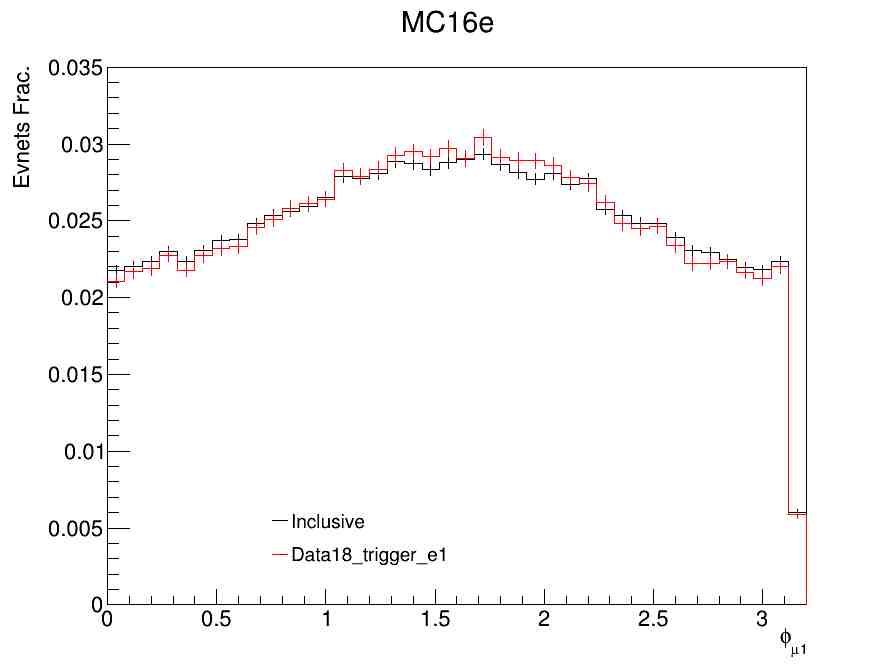 MC16e
Evnets Frac.
0.035
0.03
0.025
0.02
0.015
0.01
0.005
0
Inclusive
Data18_trigger_e1
0 0.5 1 1.5 2 2.5 3
ϕμ1